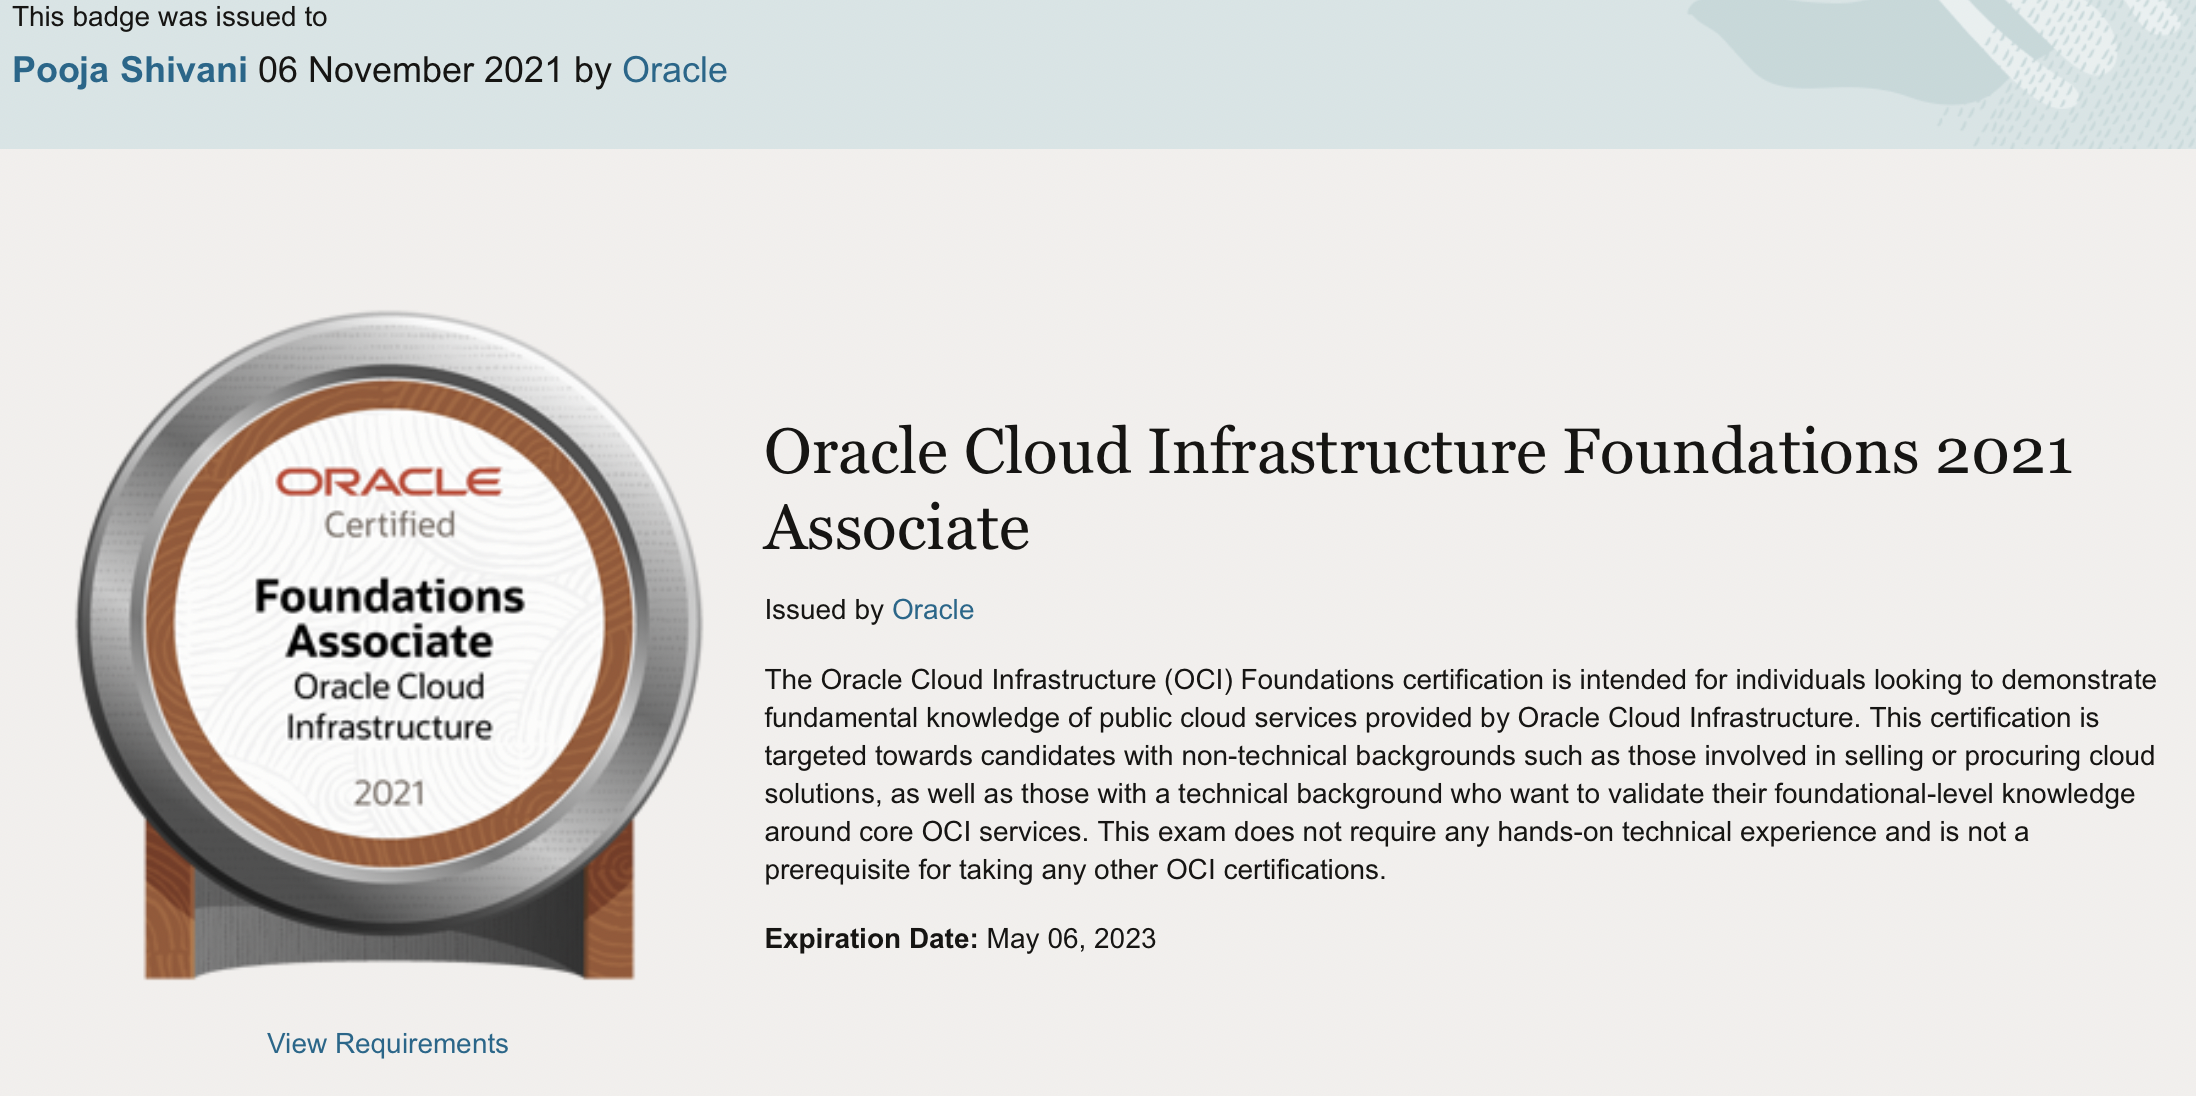 This badge was issued to
Pooja Shivani 06 November 2021 by Oracle
ORACLE
Certified
Foundations
Associate
Oracle Cloud
Infrastructure
2021
View Requirements
Oracle Cloud Infrastructure Foundations 2021
Associate
Issued by Oracle
The Oracle Cloud Infrastructure (OCI) Foundations certification is intended for individuals looking to demonstrate
fundamental knowledge of public cloud services provided by Oracle Cloud Infrastructure. This certification is
targeted towards candidates with non-technical backgrounds such as those involved in selling or procuring cloud
solutions, as well as those with a technical background who want to validate their foundational-level knowledge
around core OCI services. This exam does not require any hands-on technical experience and is not a
prerequisite for taking any other OCI certifications.
Expiration Date: May 06, 2023